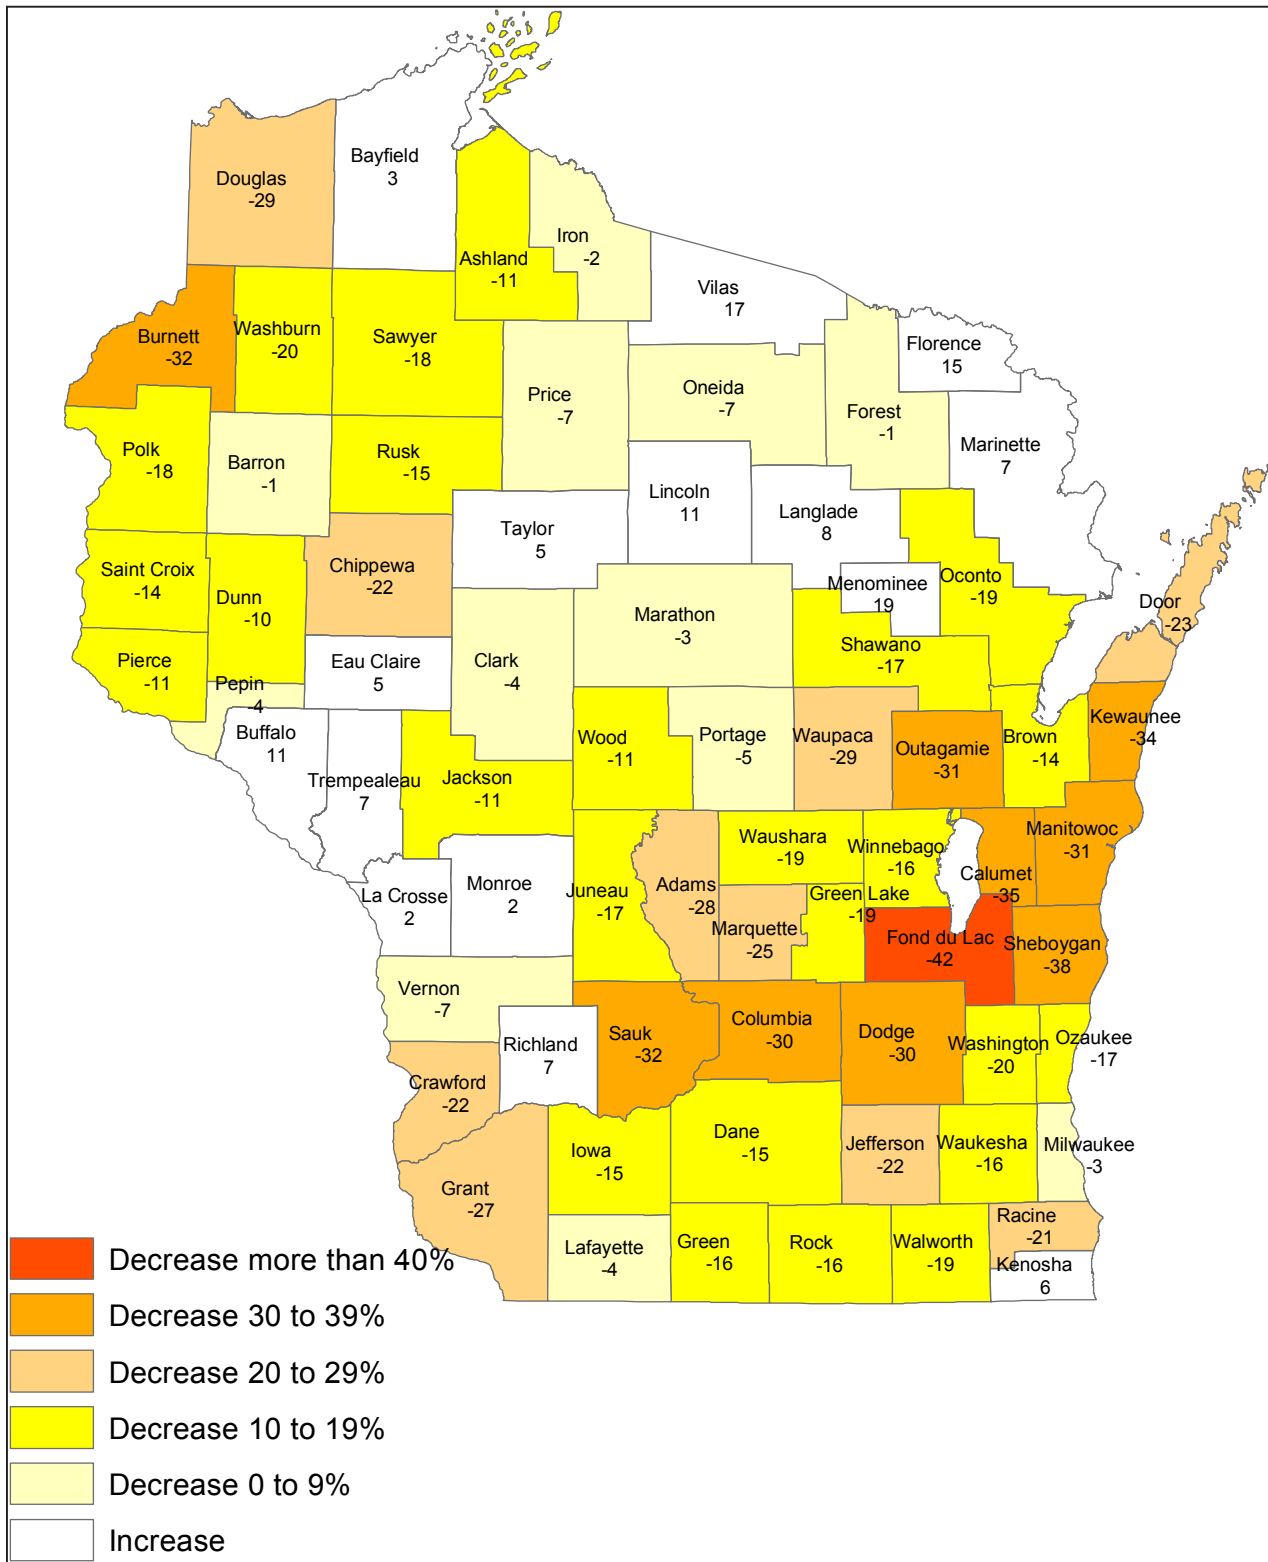 Bayfield
3
Douglas
-29
Iron
-2
Ashland
-11
Vilas
17
Burnett
-32
Washburn
-20
Sawyer
-18
Florence
15
Price
-7
Oneida
-7
Forest
-1
Marinette
7
Polk
-18
Barron
-1
Rusk
-15
Lincoln
11
Langlade
8
Taylor
5
Saint Croix
-14
Dunn
-10
Chippewa
-22
Menominee
19
Oconto
-19
Door
-23
Marathon
-3
Shawano
-17
Pierce
-11
Eau Claire
5
Clark
-4
Pepin
-4
Buffalo
11
Wood
-11
Portage
-5
Waupaca
-29
Outagamie
-31
Brown
-14
Kewaunee
-34
Trempealeau
7
Jackson
-11
Waushara
-19
Winnebago
-16
Manitowoc
-31
Calumet
-35
La Crosse
2
Monroe
2
Juneau
-17
Adams
-28
Green Lake
-19
Marquette
-25
Fond du Lac
-42
Sheboygan
-38
Vernon
-7
Richland
7
Sauk
-32
Columbia
-30
Dodge
-30
Washington
-20
Ozaukee
-17
Crawford
-22
Iowa
-15
Dane
-15
Jefferson
-22
Waukesha
-16
Milwaukee
-3
Grant
-27
Lafayette
-4
Green
-16
Rock
-16
Walworth
-19
Racine
-21
Kenosha
6
Decrease more than 40%
Decrease 30 to 39%
Decrease 20 to 29%
Decrease 10 to 19%
Decrease 0 to 9%
Increase